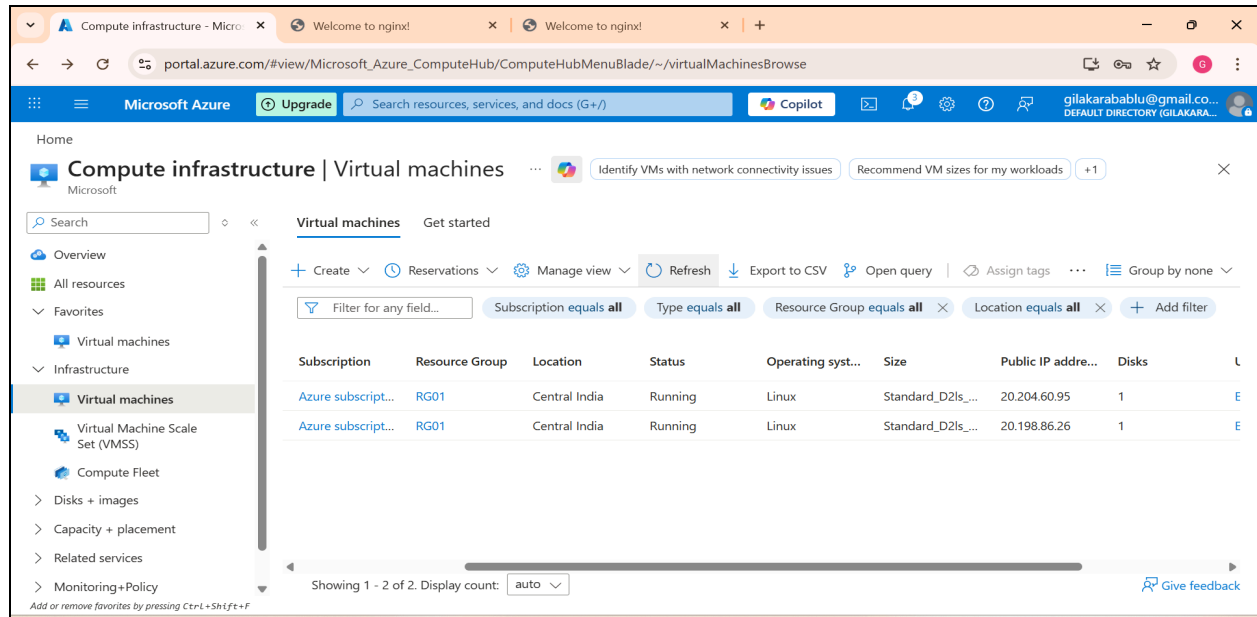 Compute infrastructure - Micros
Welcome to nginx!
Welcome to nginx!
portal.azure.com/#view/Microsoft_Azure_ComputeHub/ComputeHubMenuBlade/~/virtualMachinesBrowse
G
Microsoft Azure
Upgrade
Search resources, services, and docs (G+/)
Copilot
3
gilakarabablu@gmail.co...
DEFAULT DIRECTORY (GILAKARA...
Home
Compute infrastructure | Virtual machines
...
Identify VMs with network connectivity issues
Recommend VM sizes for my workloads
+1
Microsoft
Search
Virtual machines
Get started
Overview
All resources
Favorites
Virtual machines
Infrastructure
Virtual machines
Virtual Machine Scale
Set (VMSS)
Compute Fleet
Disks + images
Capacity + placement
Related services
Monitoring+Policy
Add or remove favorites by pressing Ctrl+Shift+F
Create
Reservations
Manage view
Refresh
Export to CSV
Open query
Assign tags
...
Group by none
Filter for any field...
Subscription equals all
Type equals all
Resource Group equals all
Location equals all
Add filter
Subscription Resource Group Location Status Operating syst... Size Public IP addre... Disks
Azure subscript... RG01 Central India Running Linux Standard_D2ls_... 20.204.60.95 1
Azure subscript... RG01 Central India Running Linux Standard_D2ls_... 20.198.86.26 1
Showing 1 - 2 of 2. Display count: auto
Give feedback